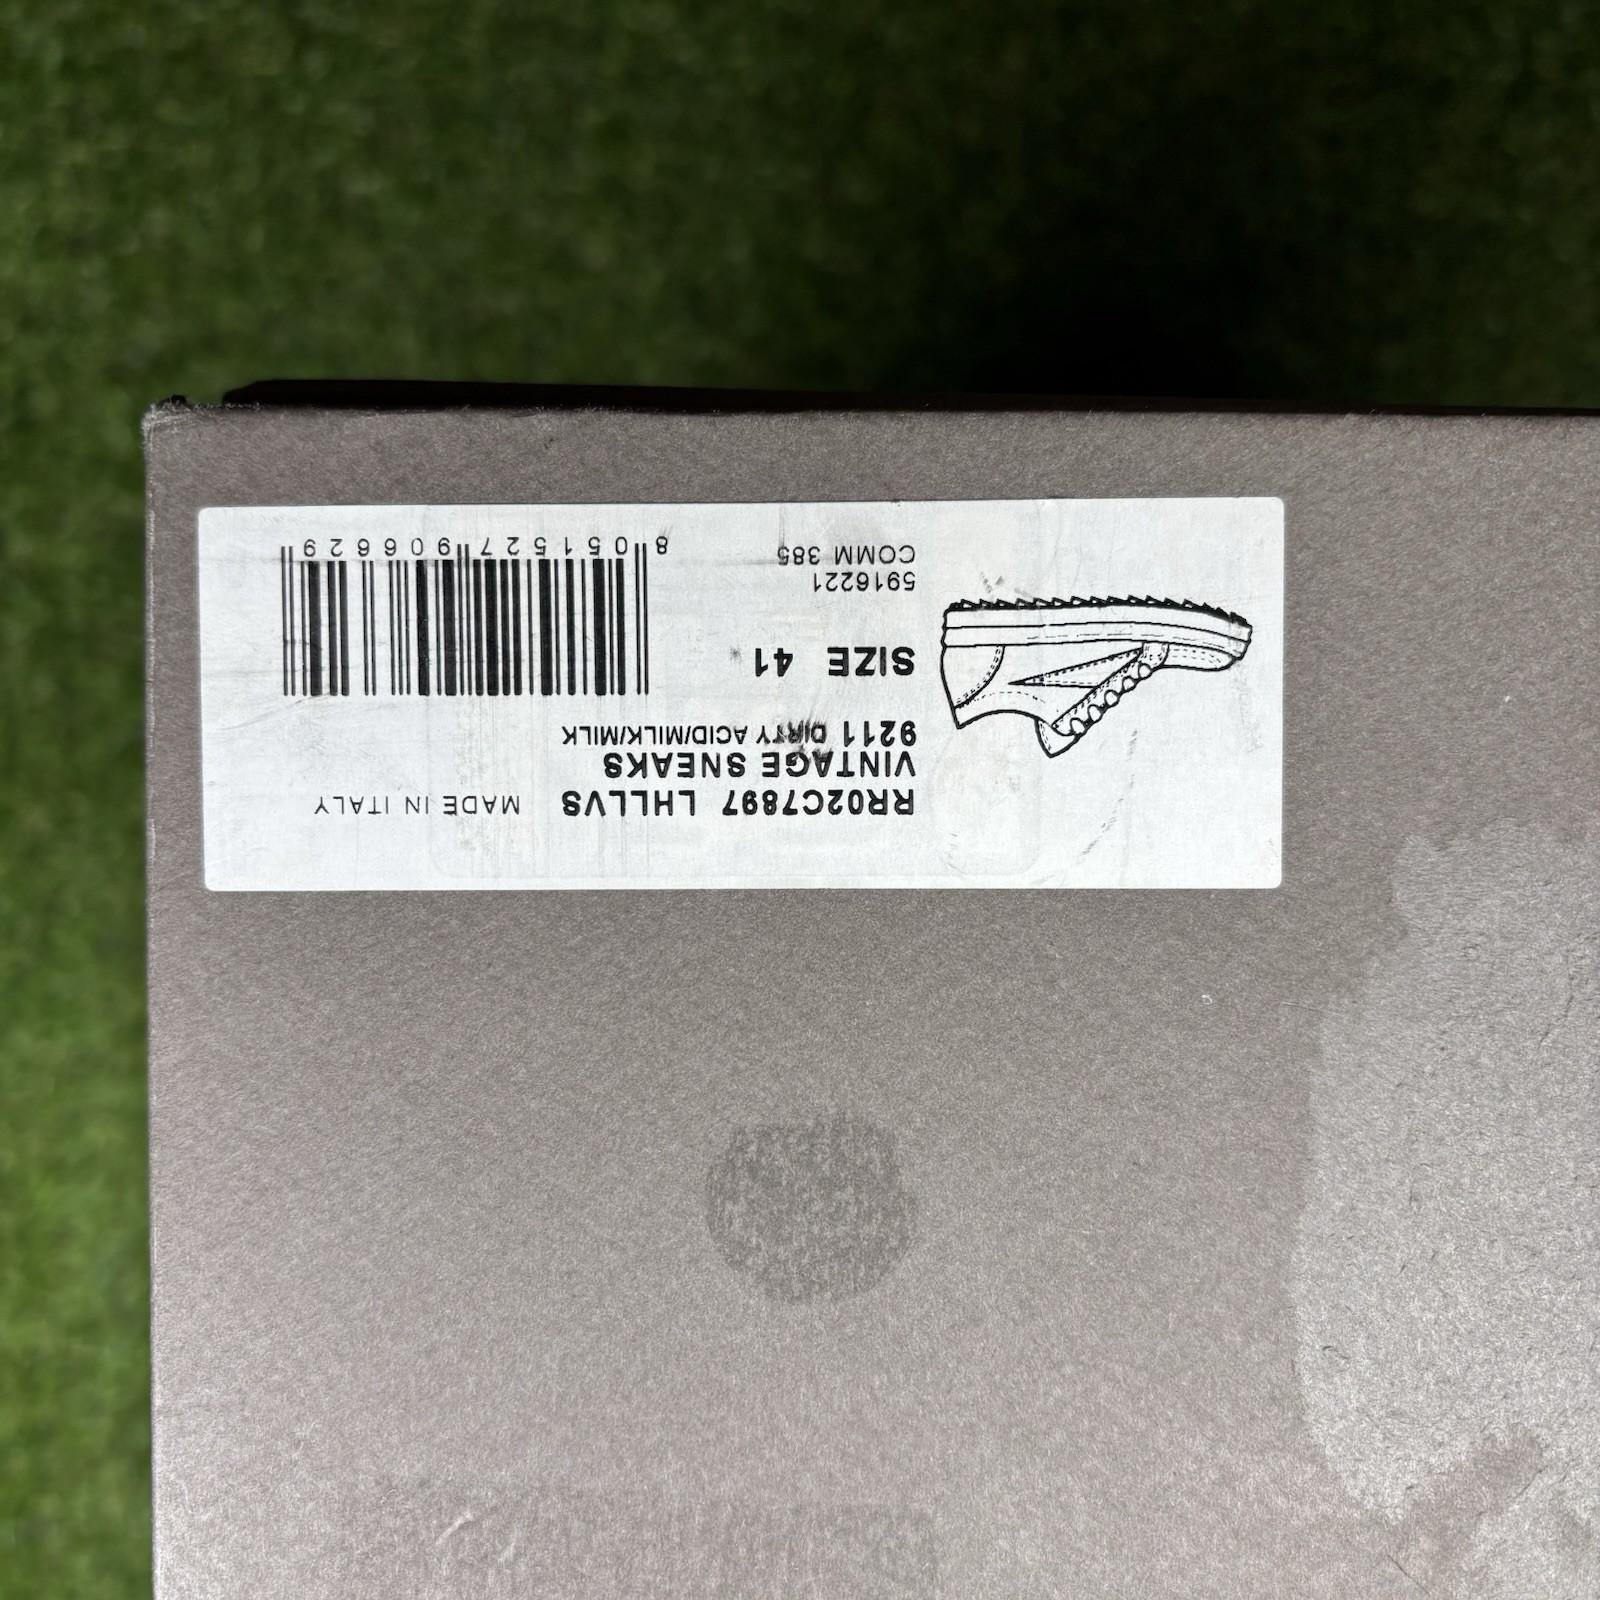 RR02C7897 LHLLVS MADE IN ITALY
VINTAGE SNEAKS
9211 DIRTY ACID/MILK/MILK
SIZE 41
5916221
COMM 385
8 051527 906629